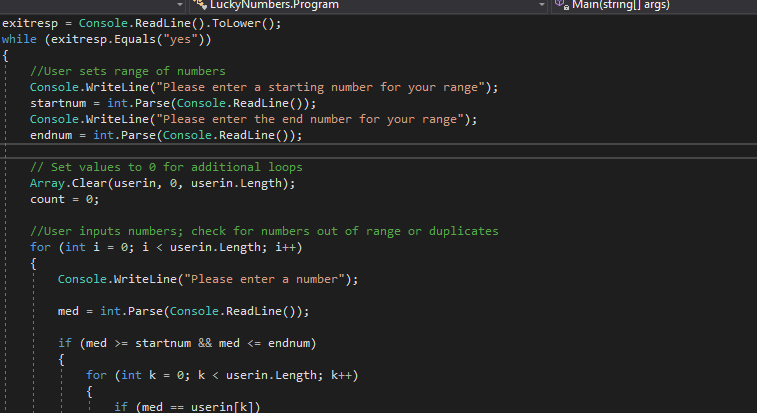 LuckyNumbers.Program Main(string[] args)
exitresp = Console.ReadLine().ToLower();
while (exitresp.Equals("yes"))
{
//User sets range of numbers
Console.WriteLine("Please enter a starting number for your range");
startnum = int.Parse(Console.ReadLine());
Console.WriteLine("Please enter the end number for your range");
endnum = int.Parse(Console.ReadLine());
// Set values to 0 for additional loops
Array.Clear(userin, 0, userin.Length);
count = 0;
//User inputs numbers; check for numbers out of range or duplicates
for (int i = 0; i < userin.Length; i++)
{
Console.WriteLine("Please enter a number");
med = int.Parse(Console.ReadLine());
if (med >= startnum && med <= endnum)
{
for (int k = 0; k < userin.Length; k++)
{
if (med == userin[k])